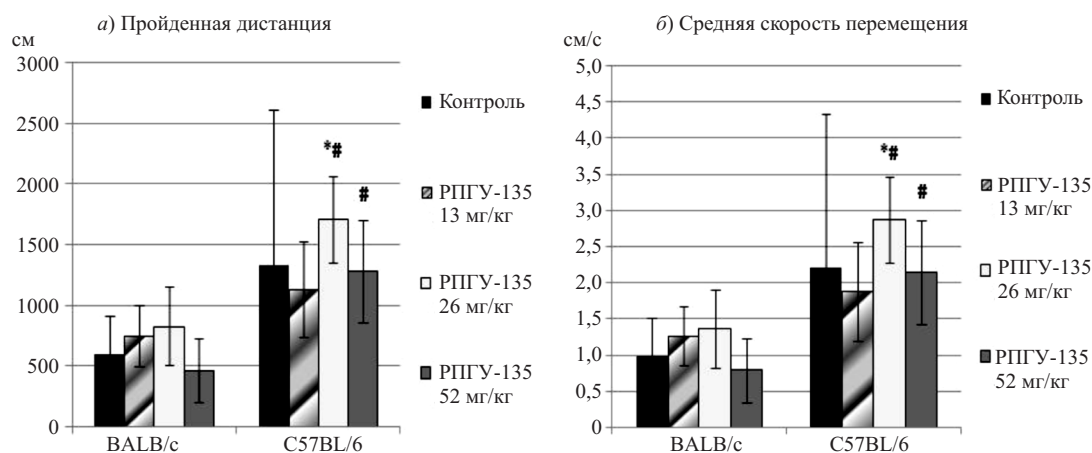 а) Пройденная дистанция
см
3000
2500
2000
1500
1000
500
0
*#
#
BALB/c
C57BL/6
Контроль
РПГУ-135
13 мг/кг
РПГУ-135
26 мг/кг
РПГУ-135
52 мг/кг
б) Средняя скорость перемещения
см/с
5,0
4,5
4,0
3,5
3,0
2,5
2,0
1,5
1,0
0,5
0
*#
#
BALB/c
C57BL/6
Контроль
РПГУ-135
13 мг/кг
РПГУ-135
26 мг/кг
РПГУ-135
52 мг/кг